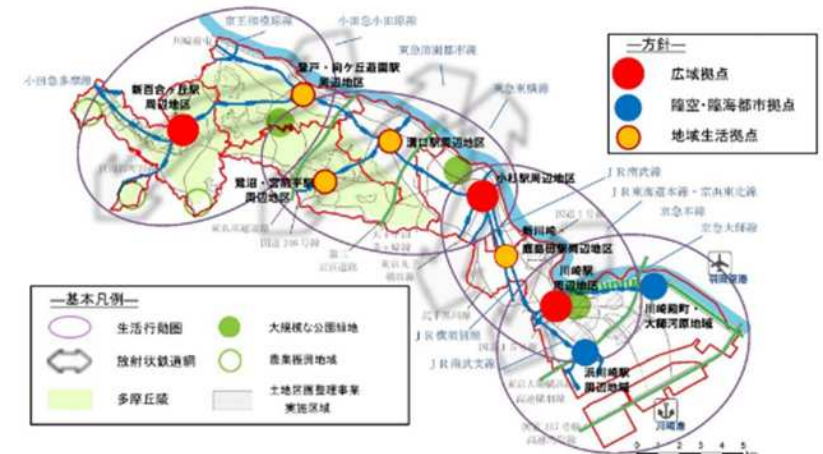 京王相模原線
小田急小田原線
登戸・向ケ丘遊園駅
周辺地区
東急田園都市線
小田急多摩線
新百合ヶ丘駅
周辺地区
東急東横線
溝口駅周辺地区
鷺沼・宮前平駅
周辺地区
小杉駅周辺地区
JR南武線
JR東海道本線・京浜東北線
国道246号線
新川崎・
鹿島田駅周辺地区
京急本線
京急大師線
川崎駅
周辺地区
羽田空港
川崎殿町・
大師河原地域
JR横須賀線
JR南武支線
浜川崎駅
周辺地域
川崎港
0 1 2 3 4 5
―方針―
広域拠点
臨空・臨海都市拠点
地域生活拠点
―基本凡例―
生活行動圏
大規模な公園緑地
放射状鉄道網
農業振興地域
多摩丘陵
土地区画整理事業
実施区域